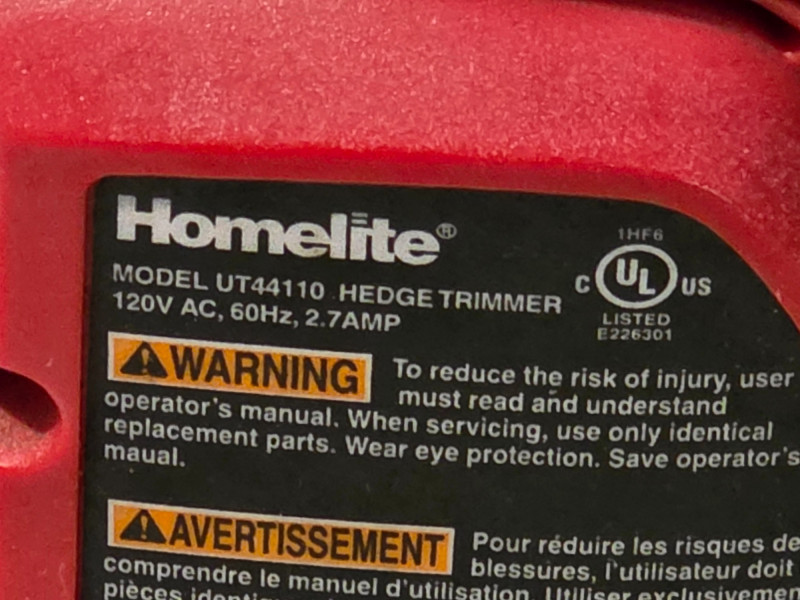 Homelite®
MODEL UT44110 HEDGE TRIMMER
120V AC, 60Hz, 2.7AMP
1HF6
C UL US
LISTED
E226301
WARNING To reduce the risk of injury, user
must read and understand
operator's manual. When servicing, use only identical
replacement parts. Wear eye protection. Save operator's
maual.
AVERTISSEMENT Pour réduire les risques de
blessures, l'utilisateur doit
comprendre le manuel d'utilisation. Utiliser exclusivemen
pièces identi